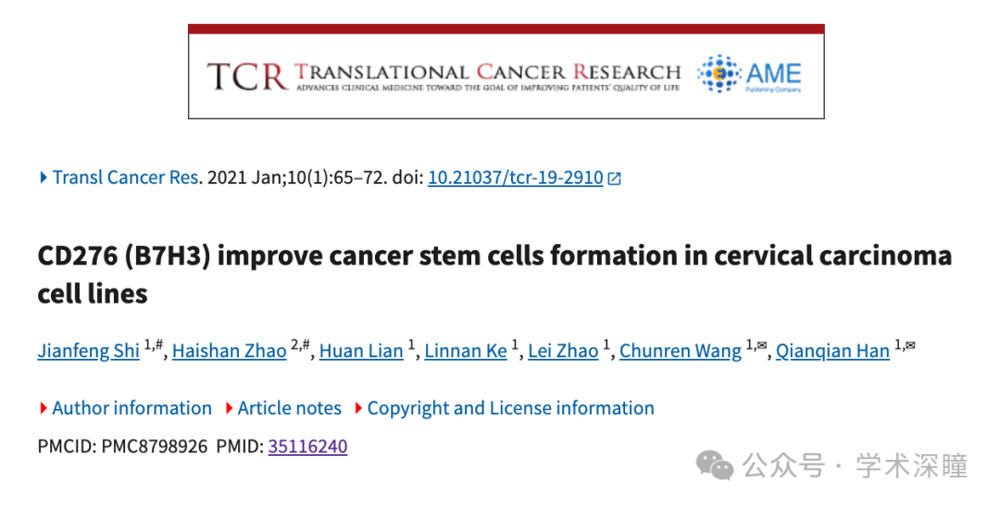 TCR TRANSLATIONAL CANCER RESEARCH
ADVANCES CLINICAL MEDICINE TOWARD THE GOAL OF IMPROVING PATIENTS' QUALITY OF LIFE
AME
Publishing Company
Transl Cancer Res. 2021 Jan;10(1):65–72. doi: 10.21037/tcr-19-2910
CD276 (B7H3) improve cancer stem cells formation in cervical carcinoma
cell lines
Jianfeng Shi 1,#, Haishan Zhao 2,#, Huan Lian 1, Linnan Ke 1, Lei Zhao 1, Chunren Wang 1,✉, Qianqian Han 1,✉
Author information Article notes Copyright and License information
PMCID: PMC8798926 PMID: 35116240
公众号 · 学术深瞳